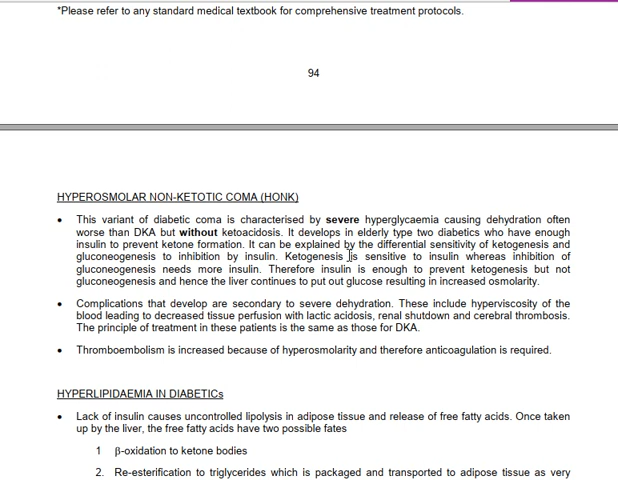 *Please refer to any standard medical textbook for comprehensive treatment protocols.
94
HYPEROSMOLAR NON-KETOTIC COMA (HONK)
• This variant of diabetic coma is characterised by severe hyperglycaemia causing dehydration often
worse than DKA but without ketoacidosis. It develops in elderly type two diabetics who have enough
insulin to prevent ketone formation. It can be explained by the differential sensitivity of ketogenesis and
gluconeogenesis to inhibition by insulin. Ketogenesis is sensitive to insulin whereas inhibition of
gluconeogenesis needs more insulin. Therefore insulin is enough to prevent ketogenesis but not
gluconeogenesis and hence the liver continues to put out glucose resulting in increased osmolarity.
• Complications that develop are secondary to severe dehydration. These include hyperviscosity of the
blood leading to decreased tissue perfusion with lactic acidosis, renal shutdown and cerebral thrombosis.
The principle of treatment in these patients is the same as those for DKA.
• Thromboembolism is increased because of hyperosmolarity and therefore anticoagulation is required.
HYPERLIPIDAEMIA IN DIABETICs
• Lack of insulin causes uncontrolled lipolysis in adipose tissue and release of free fatty acids. Once taken
up by the liver, the free fatty acids have two possible fates
1 β-oxidation to ketone bodies
2. Re-esterification to triglycerides which is packaged and transported to adipose tissue as very